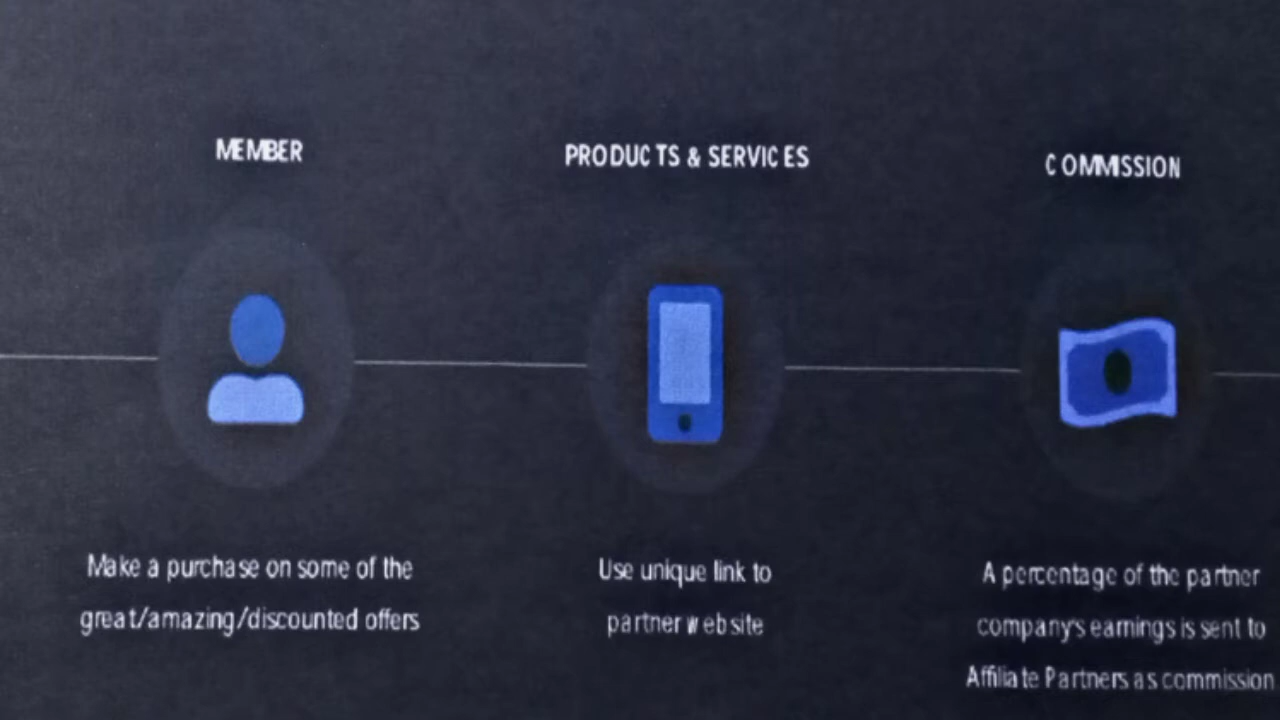 MEMBER
PRODUCTS & SERVICES
COMMISSION
Make a purchase on some of the
great/amazing/discounted offers
Use unique link to
partner website
A percentage of the partner
company's earnings is sent to
Affiliate Partners as commission